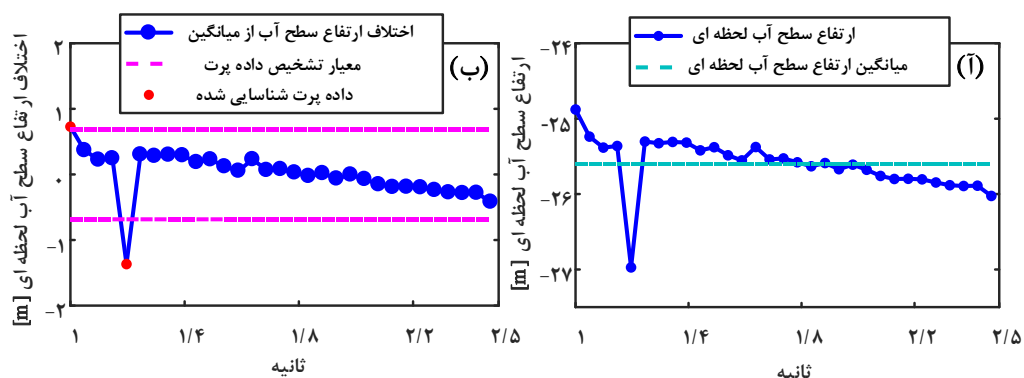 (آ)
ارتفاع سطح آب لحظه ای
میانگین ارتفاع سطح آب لحظه ای
ارتفاع سطح آب لحظه ای [m]
−۲۴
−۲۵
−۲۶
−۲۷
۱ ۱/۴ ۱/۸ ۲/۲ ۲/۵
ثانیه
(ب)
اختلاف ارتفاع سطح آب از میانگین
معیار تشخیص داده پرت
داده پرت شناسایی شده
اختلاف ارتفاع سطح آب لحظه ای [m]
۲
۱
۰
−۱
−۲
۱ ۱/۴ ۱/۸ ۲/۲ ۲/۵
ثانیه